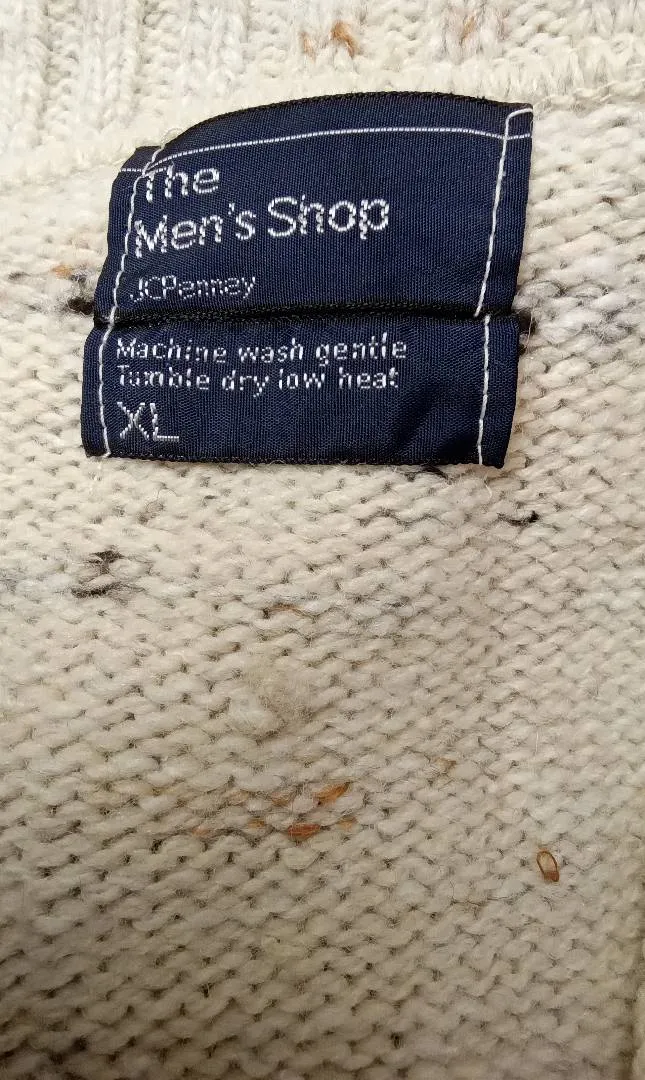 The
Men's Shop
JCPenney
Machine wash gentle
Tumble dry low heat
XL